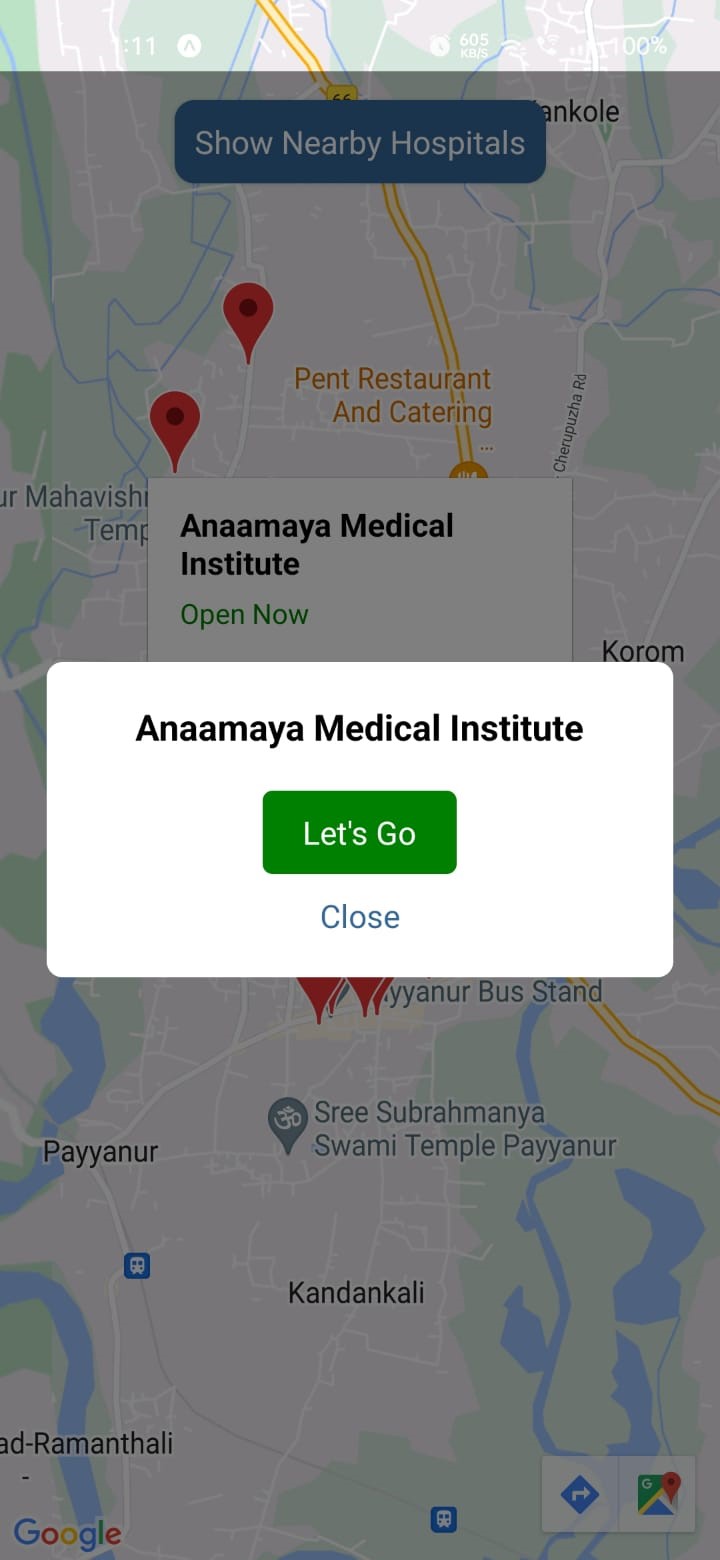 1:11
605
KB/S
100%
66
ankole
Show Nearby Hospitals
Pent Restaurant
And Catering
...
Cherupuzha Rd
ur Mahavish
Temp
Anaamaya Medical
Institute
Open Now
Korom
Anaamaya Medical Institute
Let's Go
Close
yyanur Bus Stand
ॐ
Sree Subrahmanya
Swami Temple Payyanur
Payyanur
Kandankali
ad-Ramanthali
-
G
Google